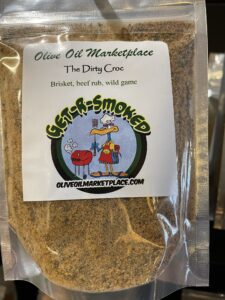 Olive Oil Marketplace
The Dirty Croc
Brisket, beef rub, wild game
GET-R-SMOKED
OLIVEOILMARKETPLACE.COM